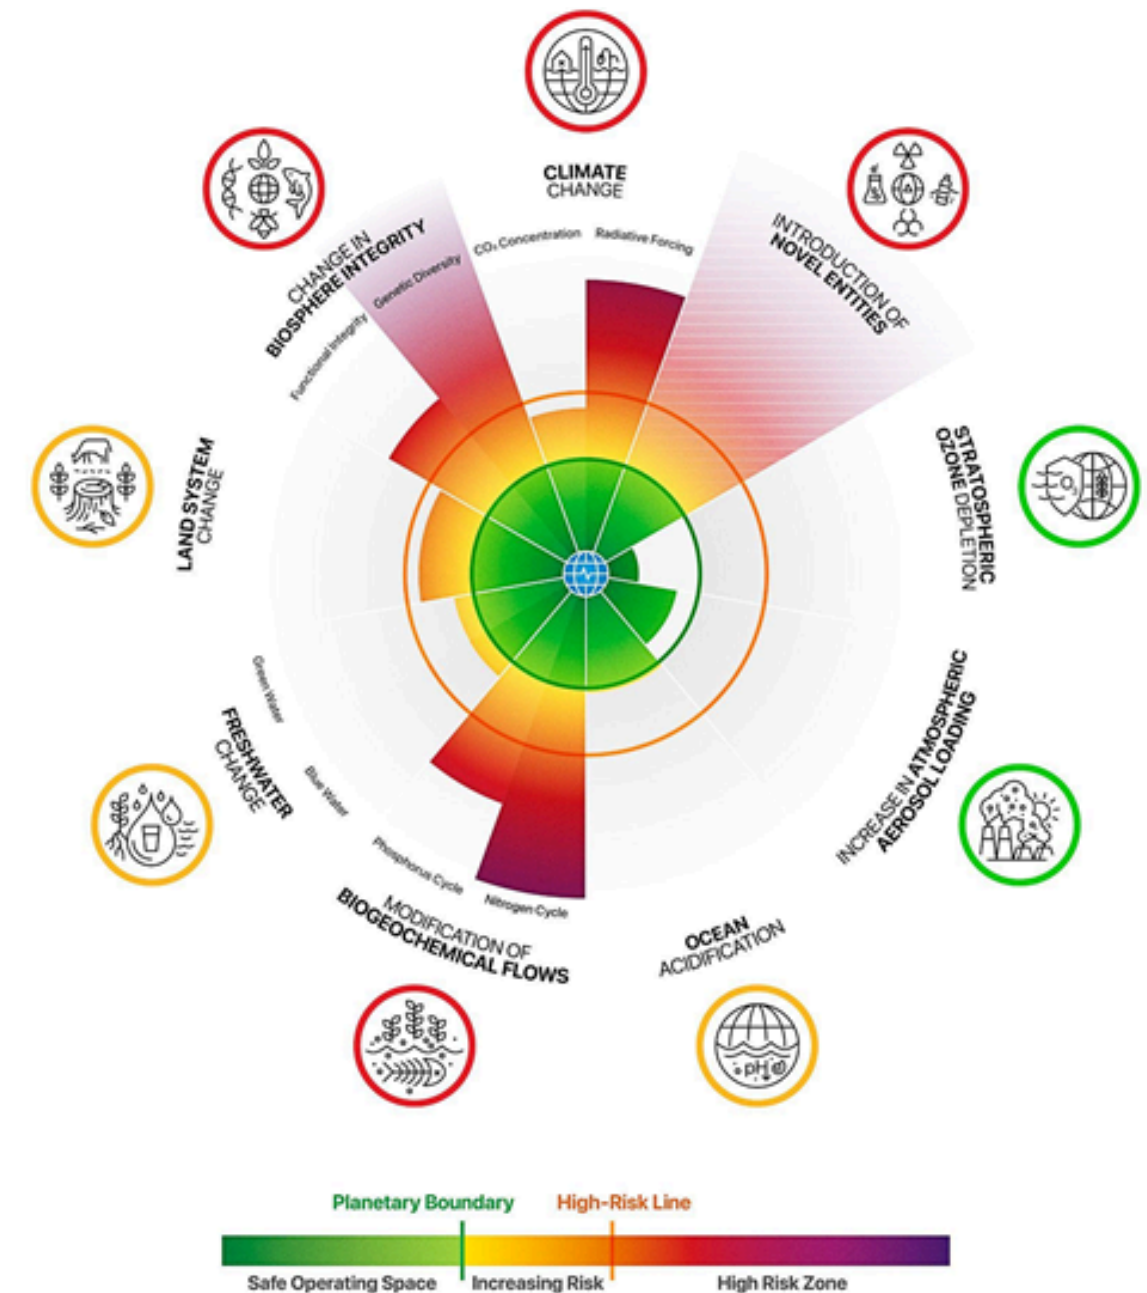 CLIMATE
CHANGE
CO₂ Concentration
Radiative Forcing
INTRODUCTION OF
NOVEL ENTITIES
STRATOSPHERIC
OZONE DEPLETION
INCREASE IN ATMOSPHERIC
AEROSOL LOADING
OCEAN
ACIDIFICATION
pH
MODIFICATION OF
BIOGEOCHEMICAL FLOWS
Nitrogen Cycle
Phosphorus Cycle
FRESHWATER
CHANGE
Blue Water
Green Water
LAND SYSTEM
CHANGE
CHANGE IN
BIOSPHERE INTEGRITY
Functional Integrity
Genetic Diversity
Planetary Boundary
High-Risk Line
Safe Operating Space
Increasing Risk
High Risk Zone